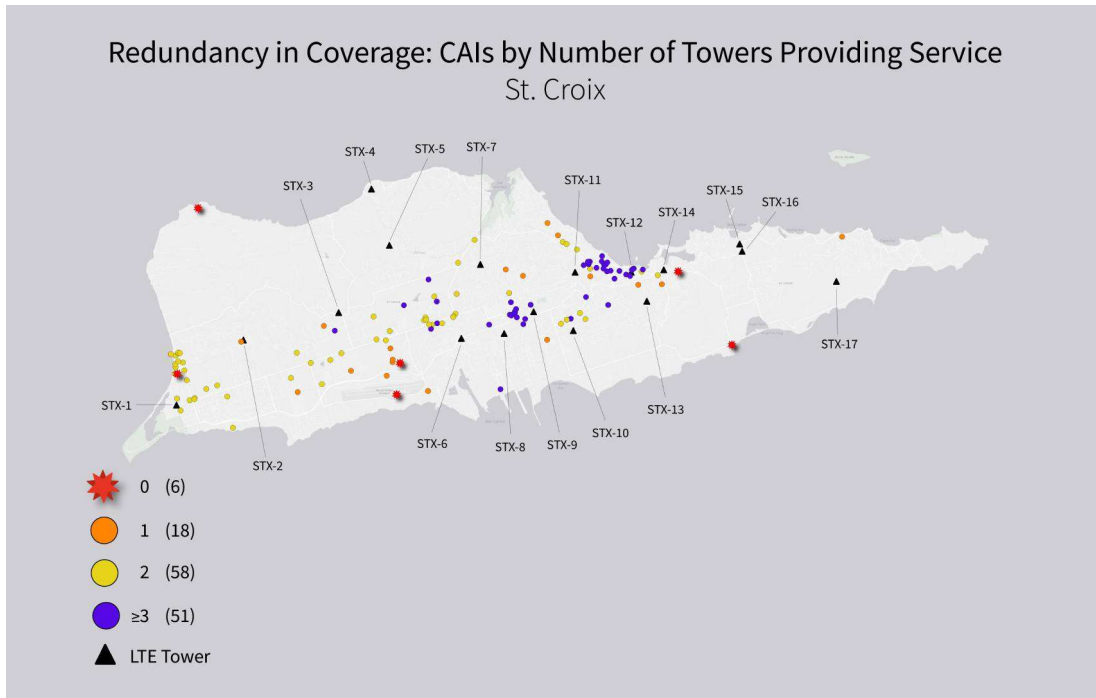 Redundancy in Coverage: CAIs by Number of Towers Providing Service
St. Croix
STX-4
STX-5
STX-7
STX-3
STX-11
STX-15
STX-16
STX-12
STX-14
STX-17
STX-1
STX-13
STX-10
STX-6
STX-8
STX-9
STX-2
0 (6)
1 (18)
2 (58)
≥3 (51)
LTE Tower